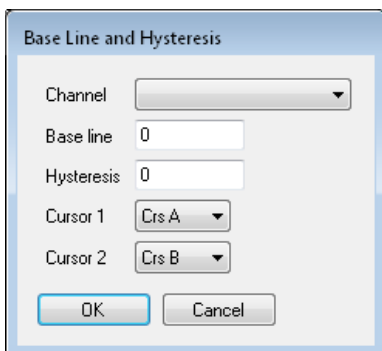 Base Line and Hysteresis
Channel
Base line 0
Hysteresis 0
Cursor 1 Crs A
Cursor 2 Crs B
OK Cancel